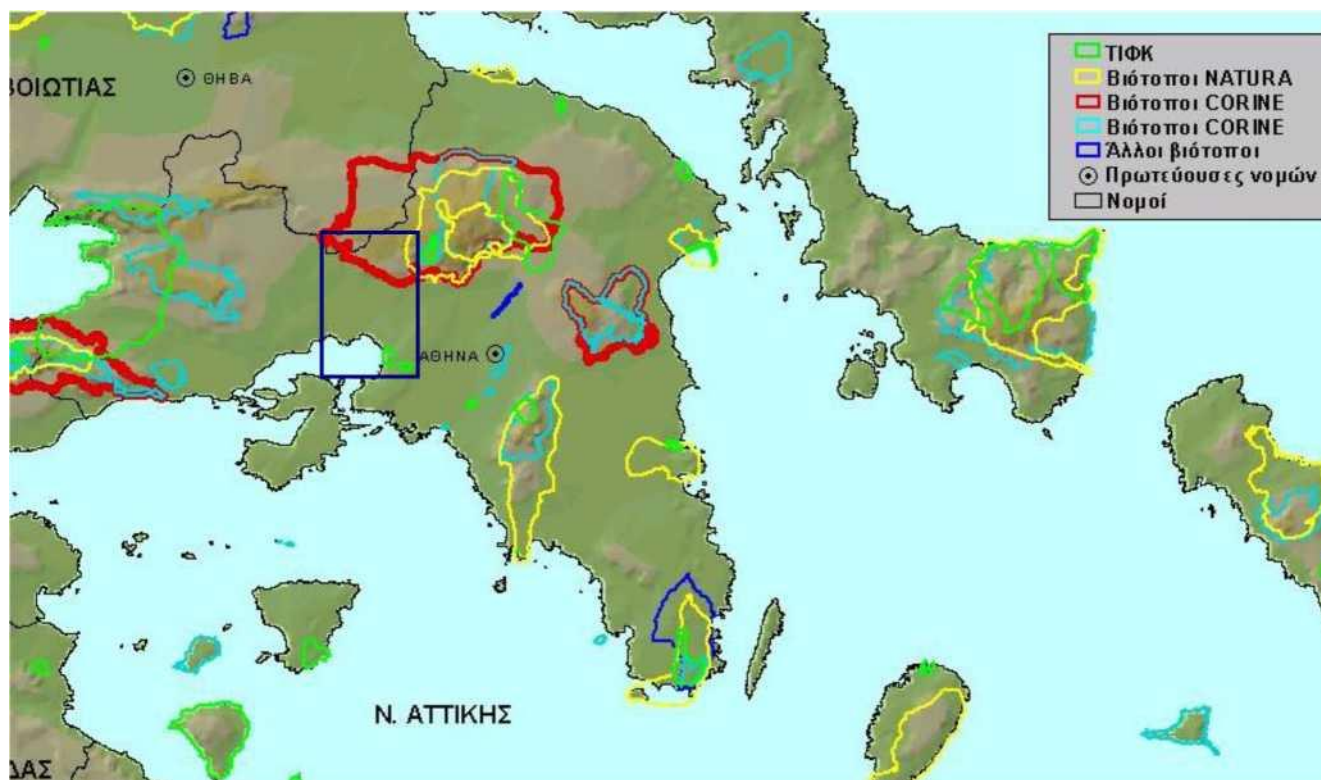 ΒΟΙΩΤΙΑΣ
ΘΗΒΑ
ΤΙΦΚ
Βιότοποι NATURA
Βιότοποι CORINE
Βιότοποι CORINE
Άλλοι βιότοποι
Πρωτεύουσες νομών
Νομοί
ΑΘΗΝΑ
Ν. ΑΤΤΙΚΗΣ
ΔΑΣ